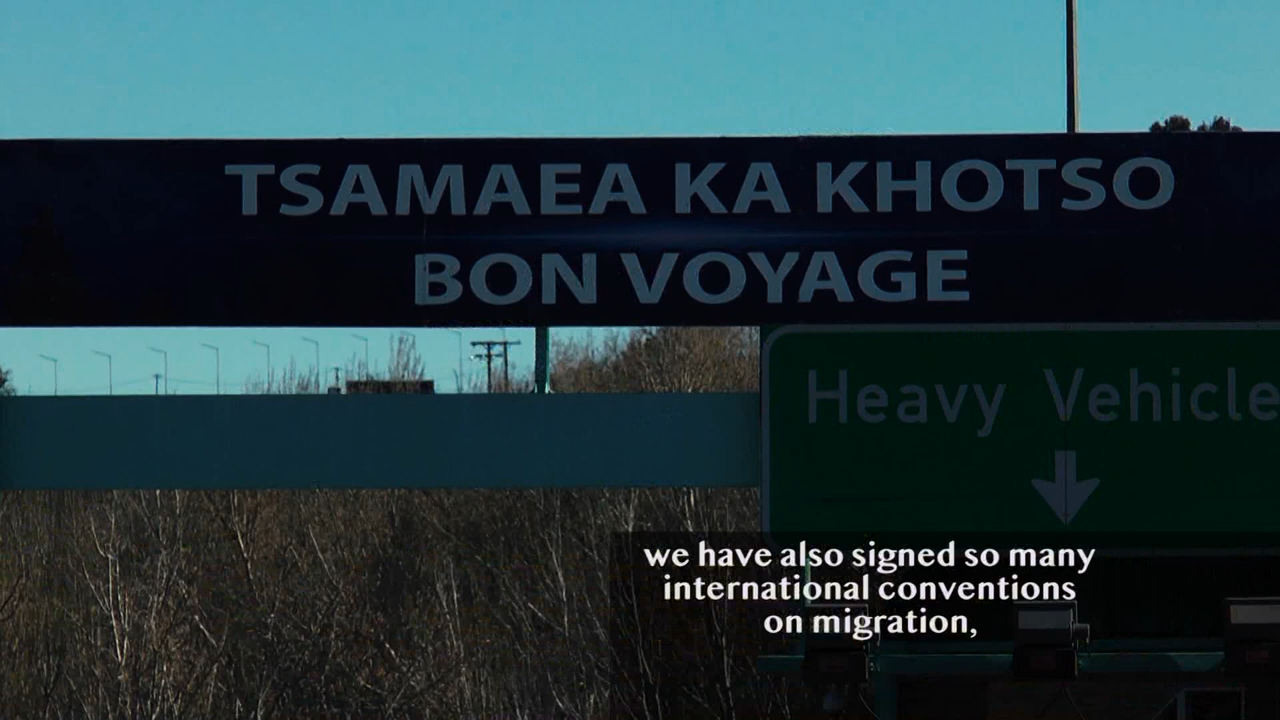 TSAMAEA KA KHOTSO
BON VOYAGE
Heavy Vehicle
we have also signed so many
international conventions
on migration,